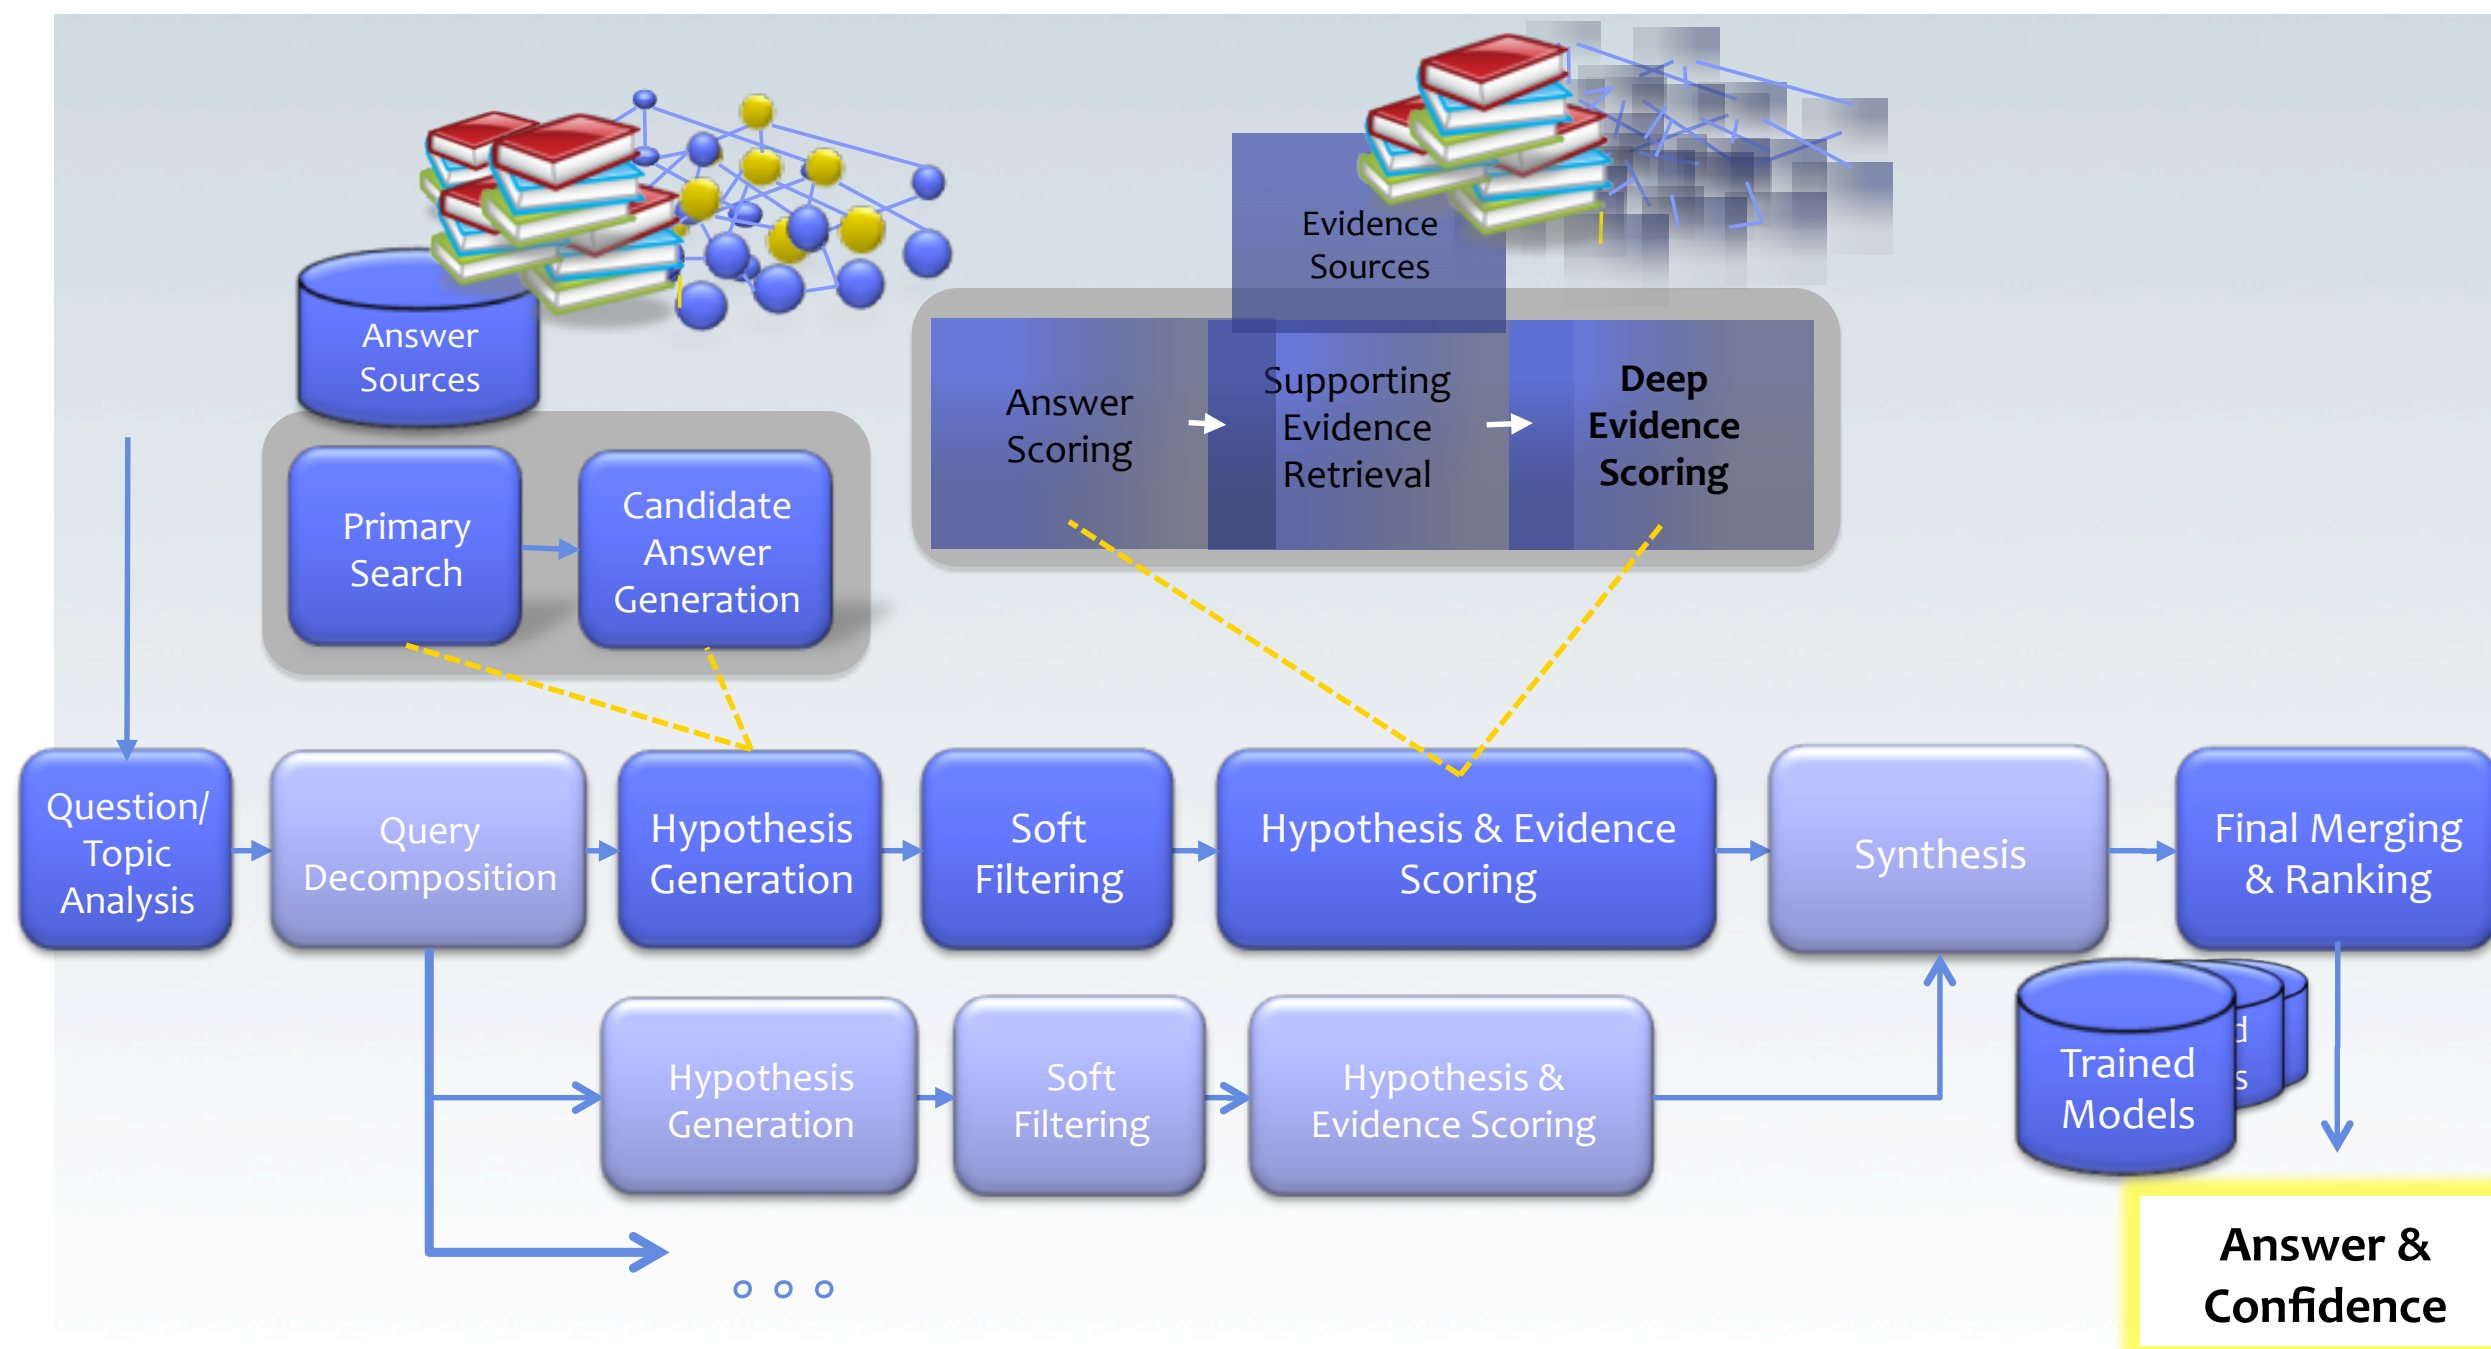 Evidence
Sources
Answer
Sources
Answer
Scoring
Supporting
Evidence
Retrieval
Deep
Evidence
Scoring
Primary
Search
Candidate
Answer
Generation
Question/
Topic
Analysis
Query
Decomposition
Hypothesis
Generation
Soft
Filtering
Hypothesis & Evidence
Scoring
Synthesis
Final Merging
& Ranking
Hypothesis
Generation
Soft
Filtering
Hypothesis &
Evidence Scoring
Trained
Models
d
s
Answer &
Confidence